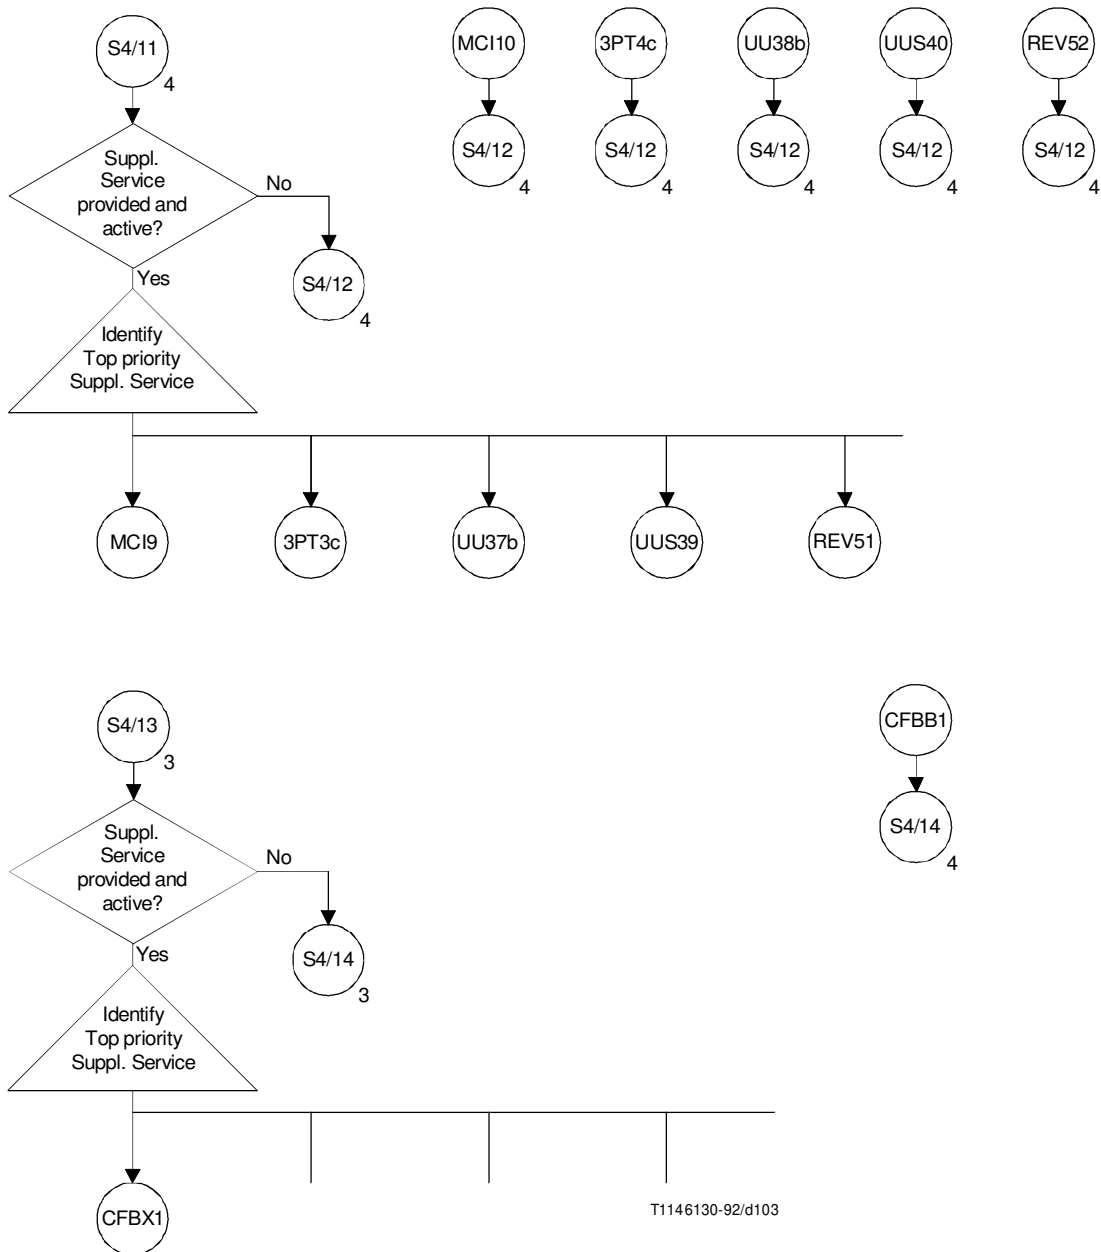 S4/11
4
MCI10
3PT4c
UU38b
UUS40
REV52
S4/12
4
S4/12
4
S4/12
4
S4/12
4
S4/12
4
Suppl.
Service
provided and
active?
No
S4/12
4
Yes
Identify
Top priority
Suppl. Service
MCI9
3PT3c
UU37b
UUS39
REV51
S4/13
3
CFBB1
S4/14
4
Suppl.
Service
provided and
active?
No
S4/14
3
Yes
Identify
Top priority
Suppl. Service
CFBX1
T1146130-92/d103